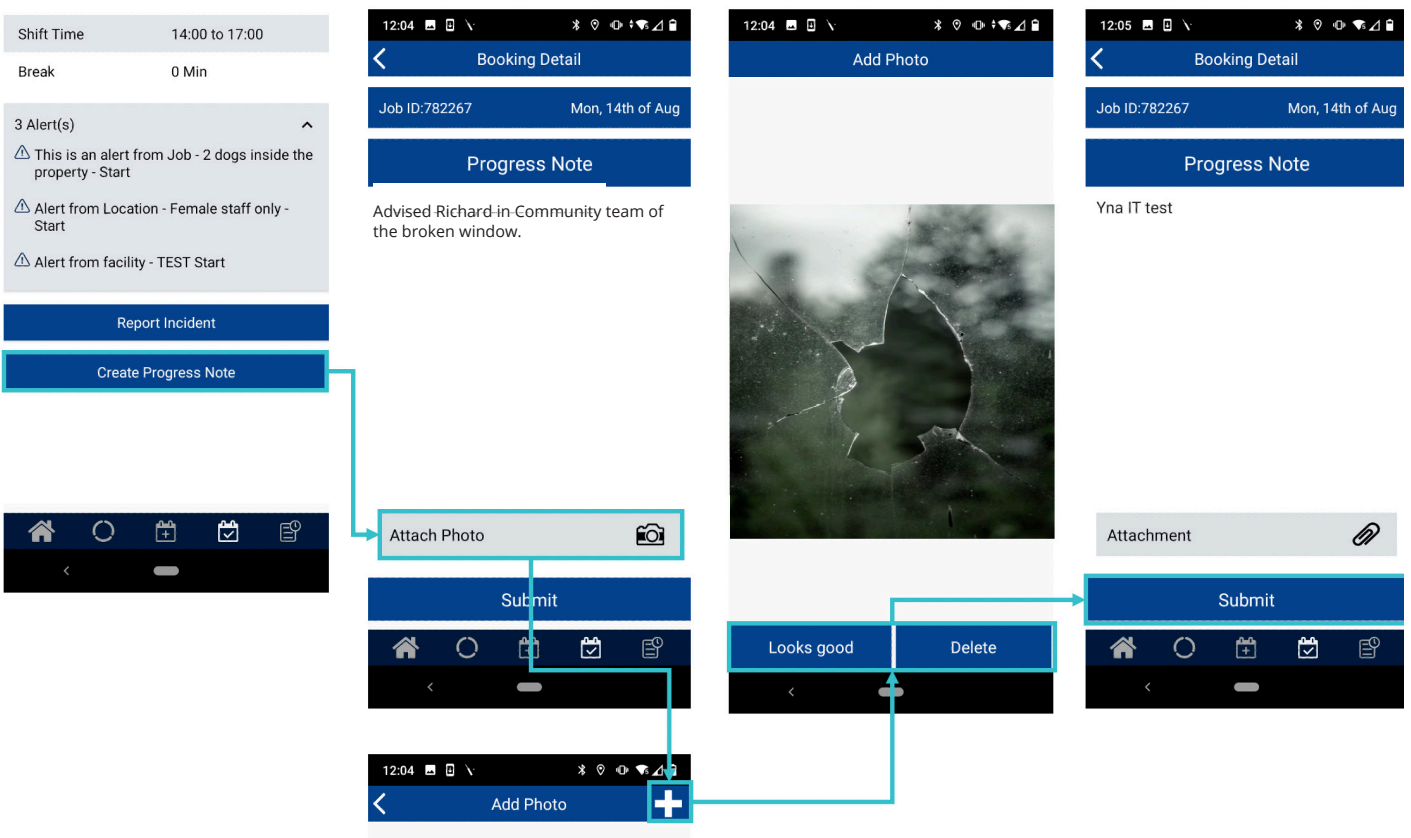 Shift Time 14:00 to 17:00
Break 0 Min
3 Alert(s)
This is an alert from Job - 2 dogs inside the
property - Start
Alert from Location - Female staff only -
Start
Alert from facility - TEST Start
Report Incident
Create Progress Note
12:04
Booking Detail
Job ID:782267 Mon, 14th of Aug
Progress Note
Advised Richard in Community team of
the broken window.
Attach Photo
Submit
12:04
Add Photo
12:04
Add Photo
Looks good Delete
12:05
Booking Detail
Job ID:782267 Mon, 14th of Aug
Progress Note
Yna IT test
Attachment
Submit